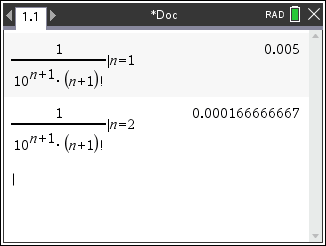 1.1 *Doc RAD
1/(10^(n+1)·(n+1)!)|n=1 0.005
1/(10^(n+1)·(n+1)!)|n=2 0.000166666667